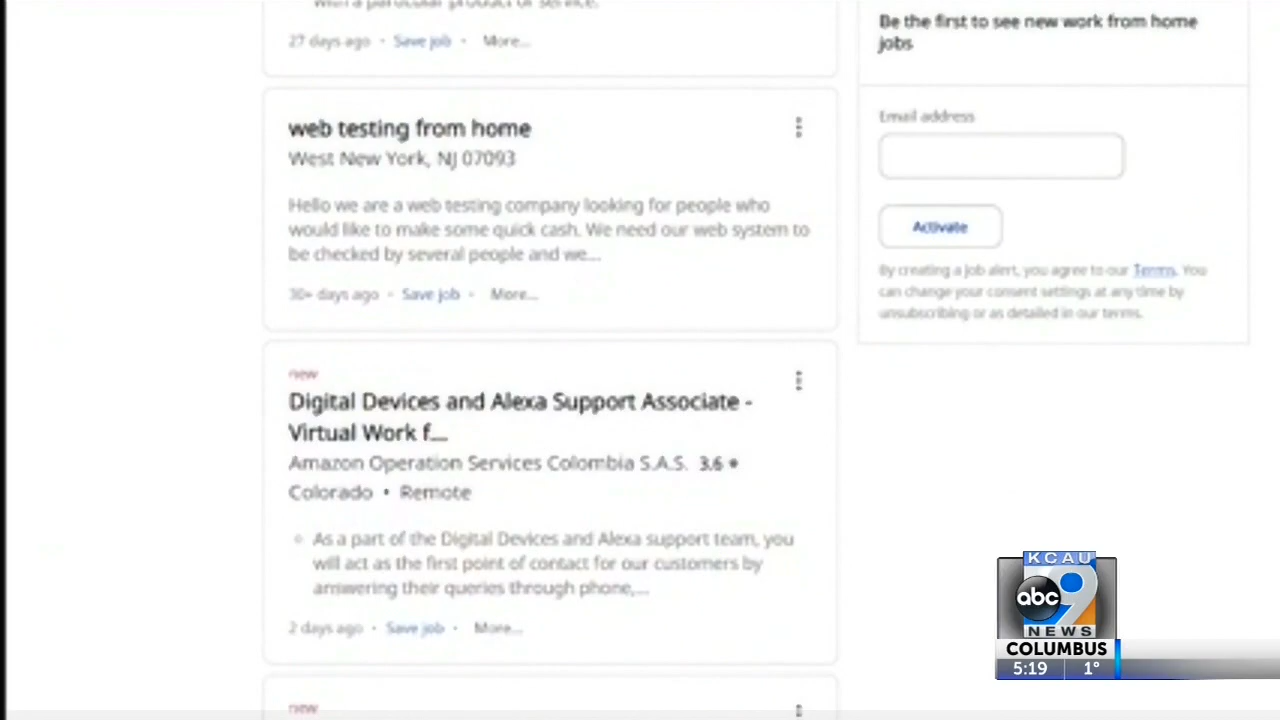 with a particular product or service.
27 days ago • Save job • More...
web testing from home
West New York, NJ 07093
Hello we are a web testing company looking for people who
would like to make some quick cash. We need our web system to
be checked by several people and we...
30+ days ago • Save job • More...
new
Digital Devices and Alexa Support Associate -
Virtual Work f...
Amazon Operation Services Colombia S.A.S. 3.6
Colorado • Remote
As a part of the Digital Devices and Alexa support team, you
will act as the first point of contact for our customers by
answering their queries through phone,...
2 days ago • Save job • More...
new
Be the first to see new work from home
jobs
Email address
Activate
By creating a job alert, you agree to our Terms. You
can change your consent settings at any time by
unsubscribing or as detailed in our terms.
KCAU
abc 9
NEWS
COLUMBUS
5:19 1°